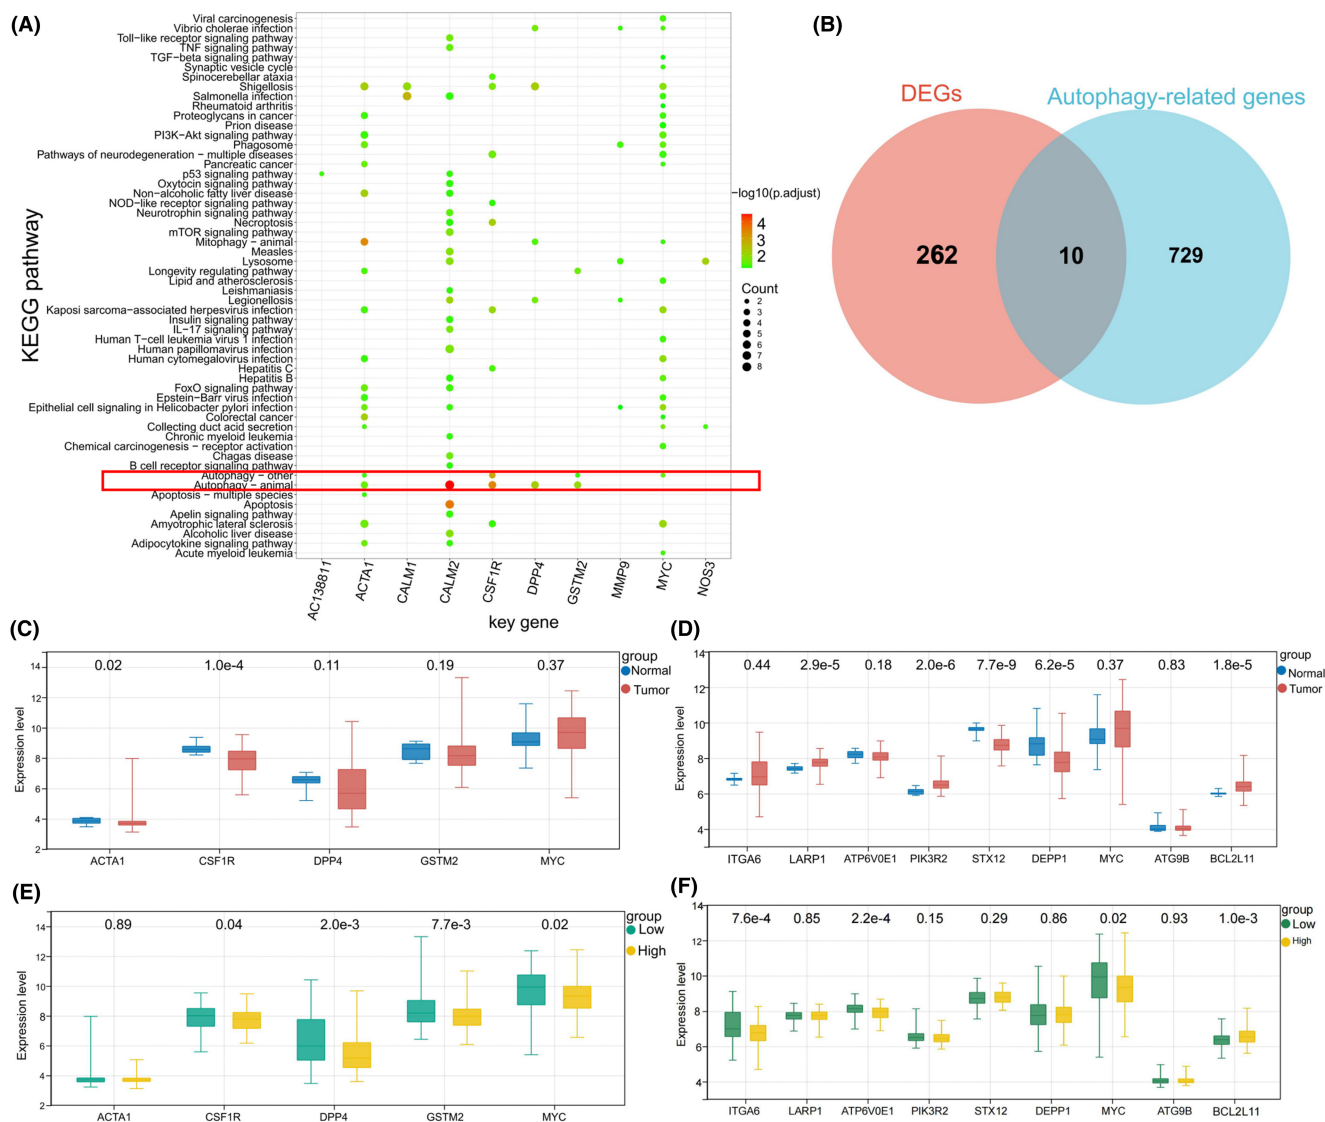 (A)
KEGG pathway
Viral carcinogenesis
Vibrio cholerae infection
Toll−like receptor signaling pathway
TNF signaling pathway
TGF−beta signaling pathway
Synaptic vesicle cycle
Spinocerebellar ataxia
Shigellosis
Salmonella infection
Rheumatoid arthritis
Proteoglycans in cancer
Prion disease
PI3K−Akt signaling pathway
Phagosome
Pathways of neurodegeneration − multiple diseases
Pancreatic cancer
p53 signaling pathway
Oxytocin signaling pathway
Non−alcoholic fatty liver disease
NOD−like receptor signaling pathway
Neurotrophin signaling pathway
Necroptosis
mTOR signaling pathway
Mitophagy − animal
Measles
Lysosome
Longevity regulating pathway
Lipid and atherosclerosis
Leishmaniasis
Legionellosis
Kaposi sarcoma−associated herpesvirus infection
Insulin signaling pathway
IL−17 signaling pathway
Human T−cell leukemia virus 1 infection
Human papillomavirus infection
Human cytomegalovirus infection
Hepatitis C
Hepatitis B
FoxO signaling pathway
Epstein−Barr virus infection
Epithelial cell signaling in Helicobacter pylori infection
Colorectal cancer
Collecting duct acid secretion
Chronic myeloid leukemia
Chemical carcinogenesis − receptor activation
Chagas disease
B cell receptor signaling pathway
Autophagy − other
Autophagy − animal
Apoptosis − multiple species
Apoptosis
Apelin signaling pathway
Amyotrophic lateral sclerosis
Alcoholic liver disease
Adipocytokine signaling pathway
Acute myeloid leukemia
AC138811 ACTA1 CALM1 CALM2 CSF1R DPP4 GSTM2 MMP9 MYC NOS3
key gene
−log10(p.adjust)
4
3
2
Count
2
3
4
5
6
7
8
(B)
DEGs
Autophagy-related genes
262 10 729
(C)
Expression level
14
12
10
8
6
4
2
0.02 1.0e-4 0.11 0.19 0.37
ACTA1 CSF1R DPP4 GSTM2 MYC
group
Normal
Tumor
(D)
Expression level
14
12
10
8
6
4
0.44 2.9e-5 0.18 2.0e-6 7.7e-9 6.2e-5 0.37 0.83 1.8e-5
ITGA6 LARP1 ATP6V0E1 PIK3R2 STX12 DEPP1 MYC ATG9B BCL2L11
group
Normal
Tumor
(E)
Expression level
14
12
10
8
6
4
2
0.89 0.04 2.0e-3 7.7e-3 0.02
ACTA1 CSF1R DPP4 GSTM2 MYC
group
Low
High
(F)
Expression level
14
12
10
8
6
4
7.6e-4 0.85 2.2e-4 0.15 0.29 0.86 0.02 0.93 1.0e-3
ITGA6 LARP1 ATP6V0E1 PIK3R2 STX12 DEPP1 MYC ATG9B BCL2L11
group
Low
High